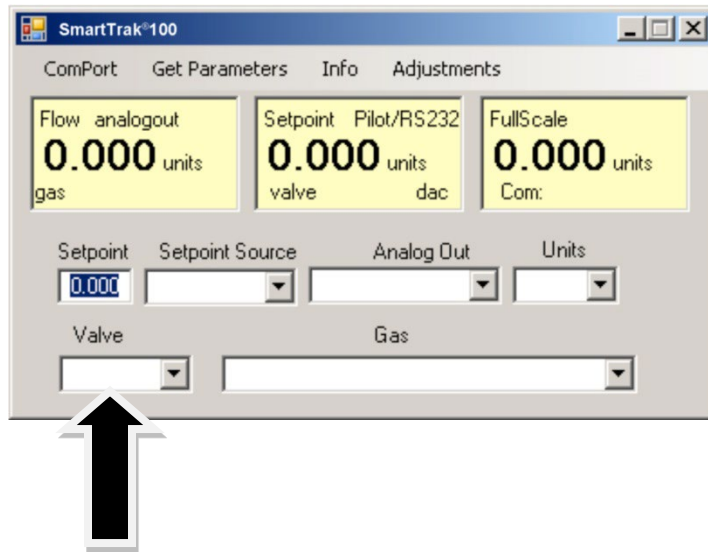 SmartTrak®100
ComPort Get Parameters Info Adjustments
Flow analogout
0.000 units
gas
Setpoint Pilot/RS232
0.000 units
valve dac
FullScale
0.000 units
Com:
Setpoint Setpoint Source Analog Out Units
0.000
Valve Gas